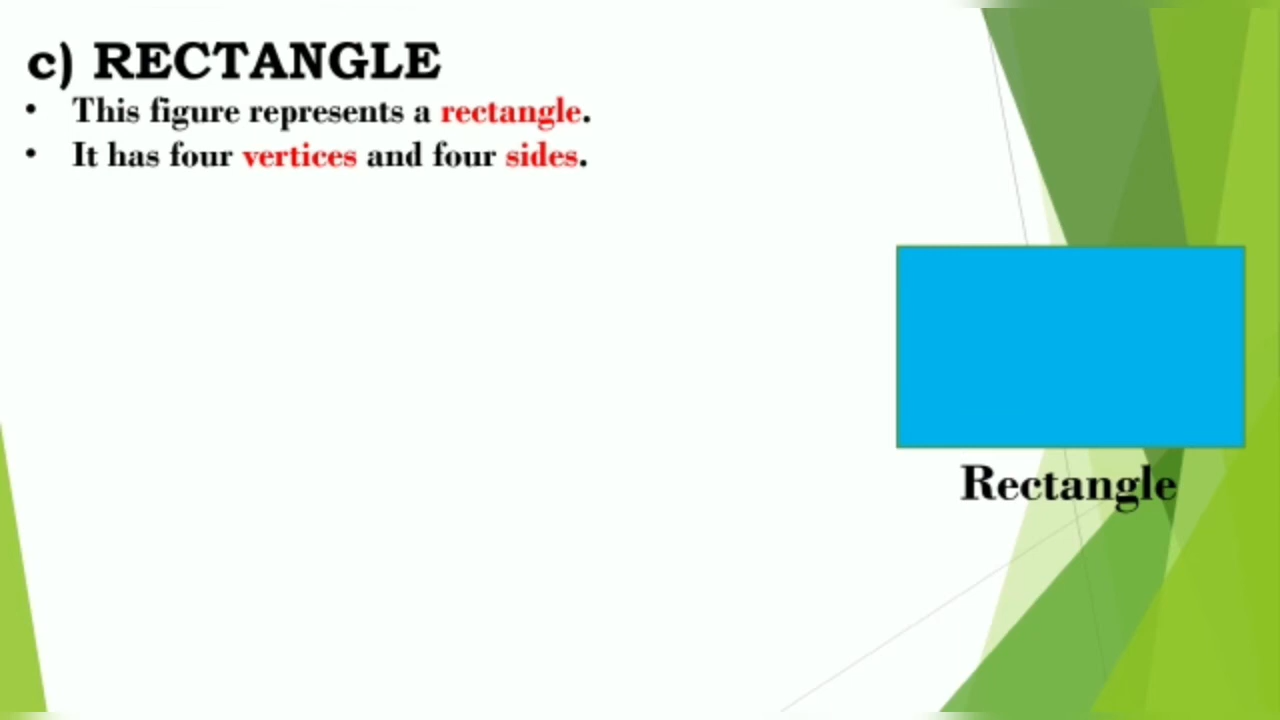 c) RECTANGLE
• This figure represents a rectangle.
• It has four vertices and four sides.
Rectangle